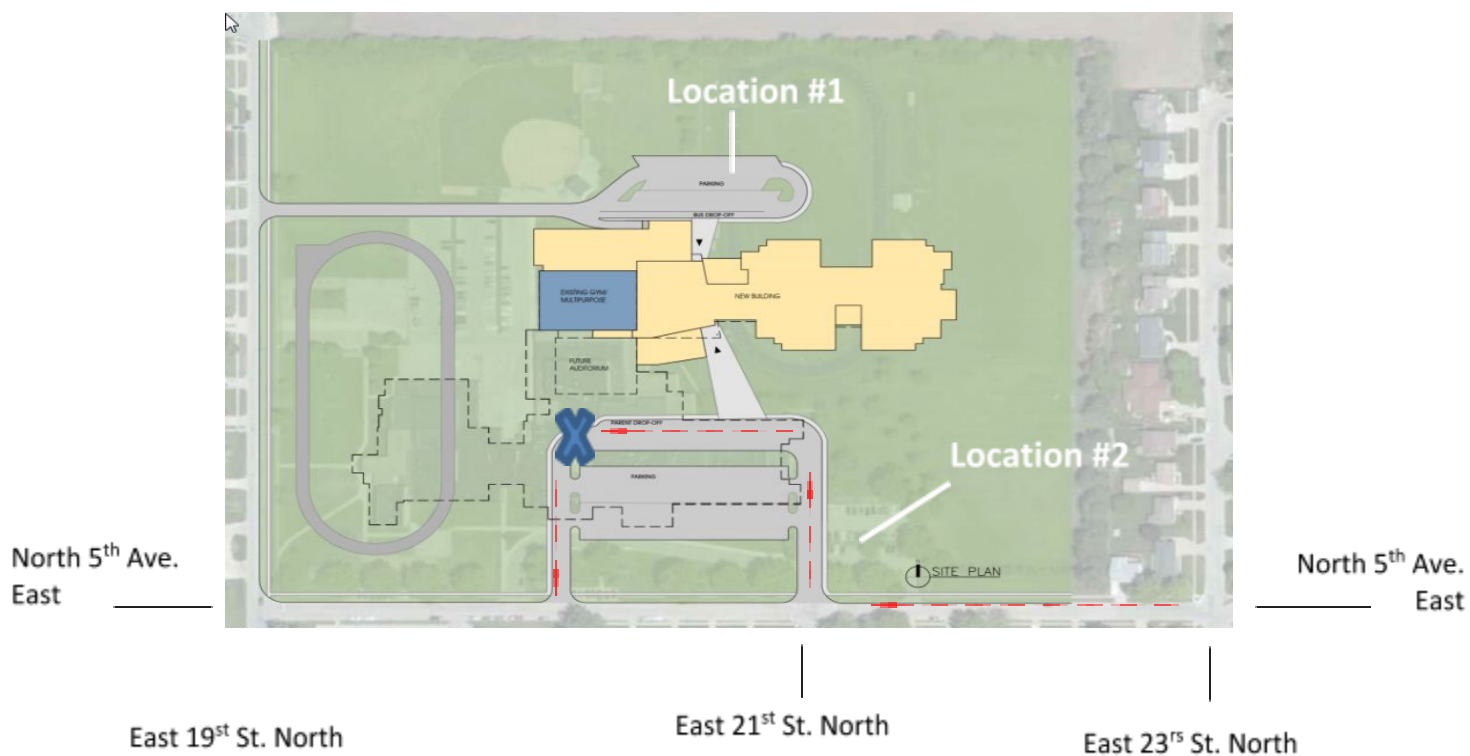 Location #1
PARKING
BUS DROP-OFF
EXISTING GYM/
MULTIPURPOSE
NEW BUILDING
FUTURE
AUDITORIUM
PARENT DROP-OFF
Location #2
PARKING
SITE PLAN
North 5th Ave.
East
North 5th Ave.
East
East 19st St. North
East 21st St. North
East 23rs St. North